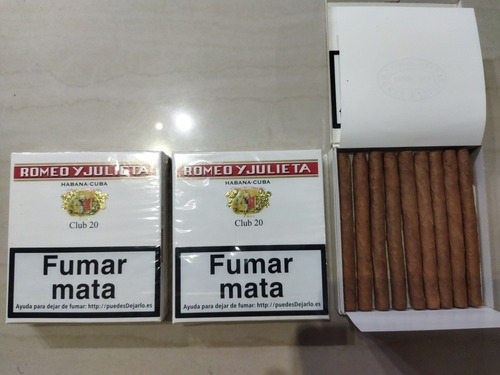 ROMEO Y JULIETA
HABANA-CUBA
Club 20
Fumar
mata
Ayuda para dejar de fumar: http://puedesDejarlo.es
ROMEO Y JULIETA
HABANA-CUBA
Club 20
Fumar
mata
Ayuda para dejar de fumar: http://puedesDejarlo.es